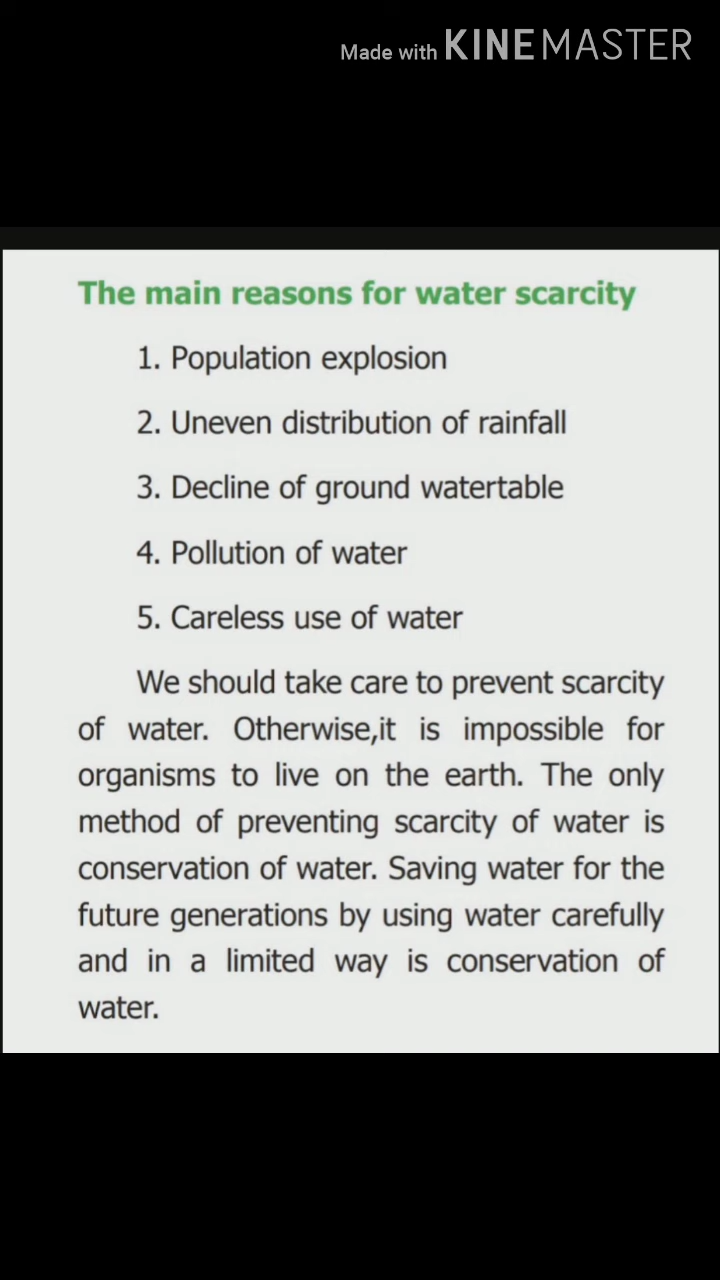 Made with KINEMASTER
The main reasons for water scarcity
1. Population explosion
2. Uneven distribution of rainfall
3. Decline of ground watertable
4. Pollution of water
5. Careless use of water
We should take care to prevent scarcity
of water. Otherwise,it is impossible for
organisms to live on the earth. The only
method of preventing scarcity of water is
conservation of water. Saving water for the
future generations by using water carefully
and in a limited way is conservation of
water.